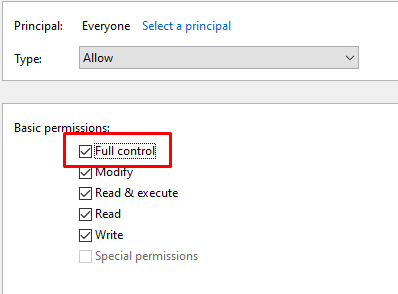 Principal: Everyone Select a principal
Type: Allow
Basic permissions:
Full control
Modify
Read & execute
Read
Write
Special permissions